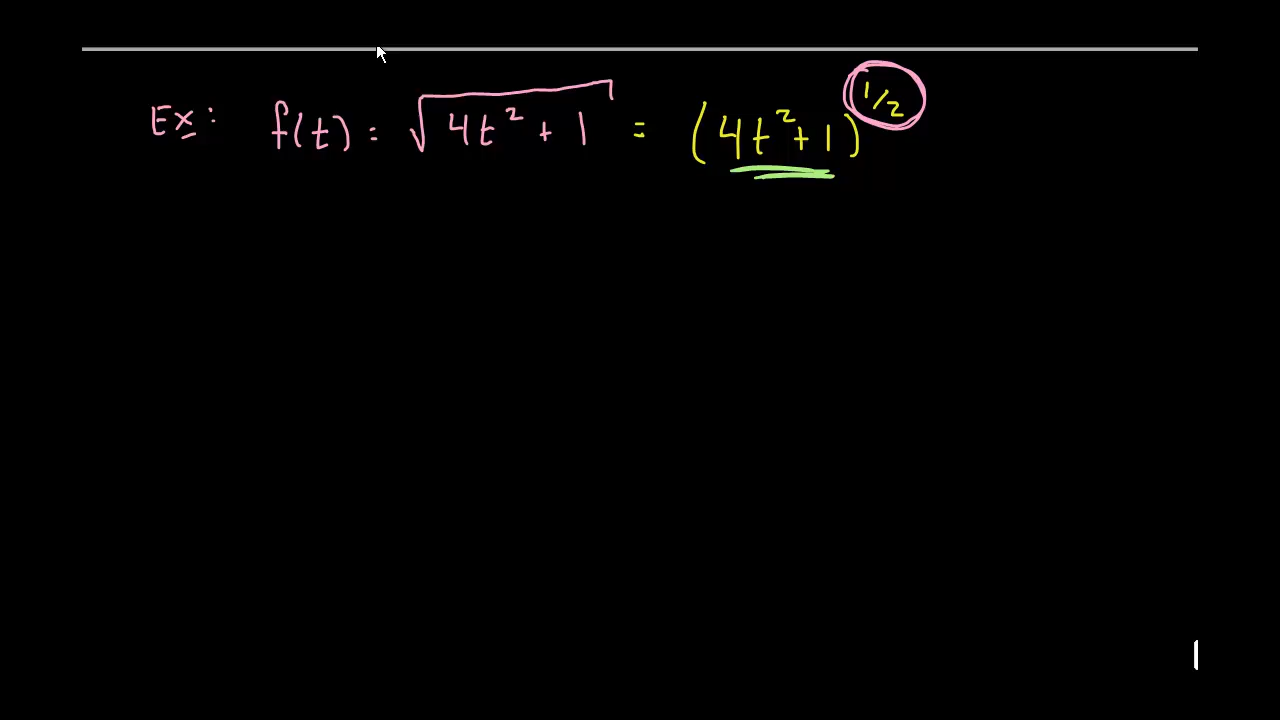 Ex: f(t) = √(4t² + 1) = (4t² + 1)^(1/2)